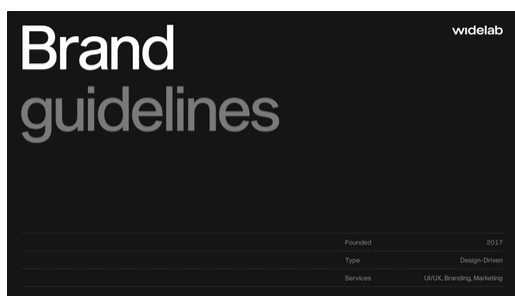 Brand
widelab
guidelines
Founded 2017
Type Design-Driven
Services UI/UX, Branding, Marketing